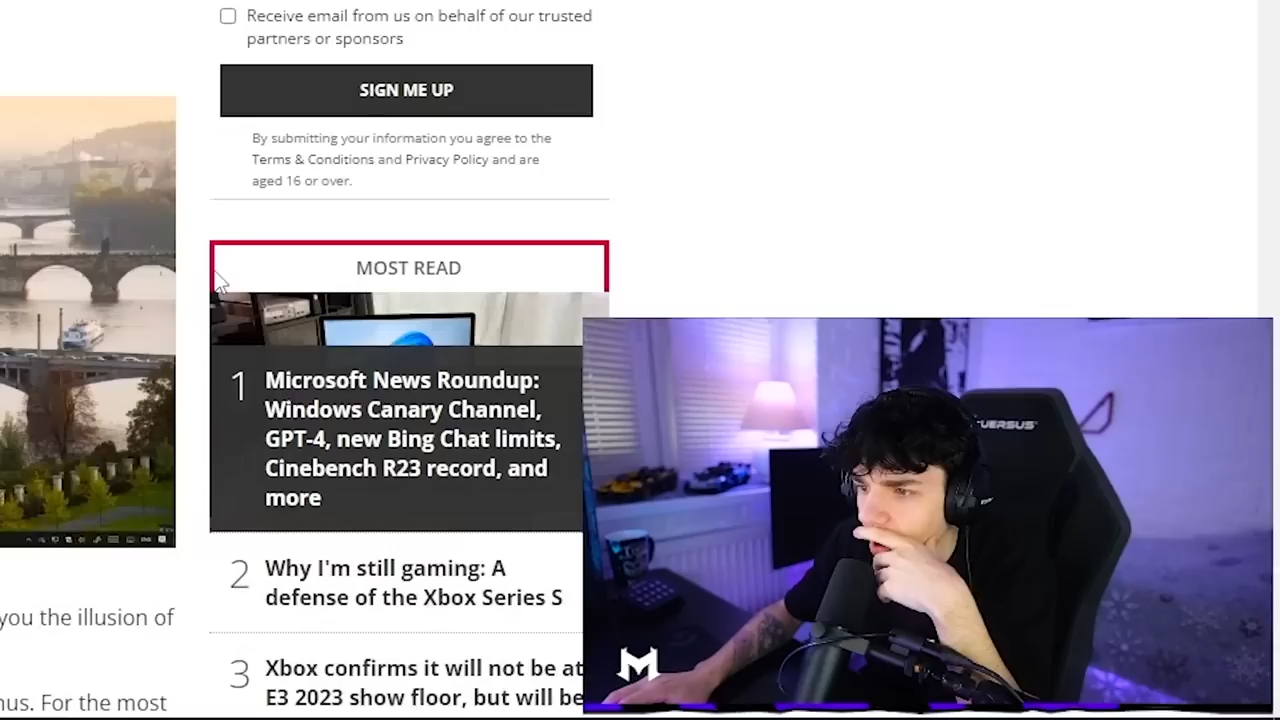 Receive email from us on behalf of our trusted
partners or sponsors
SIGN ME UP
By submitting your information you agree to the
Terms & Conditions and Privacy Policy and are
aged 16 or over.
MOST READ
1 Microsoft News Roundup:
Windows Canary Channel,
GPT-4, new Bing Chat limits,
Cinebench R23 record, and
more
2 Why I'm still gaming: A
defense of the Xbox Series S
3 Xbox confirms it will not be at
E3 2023 show floor, but will be
you the illusion of
For the most